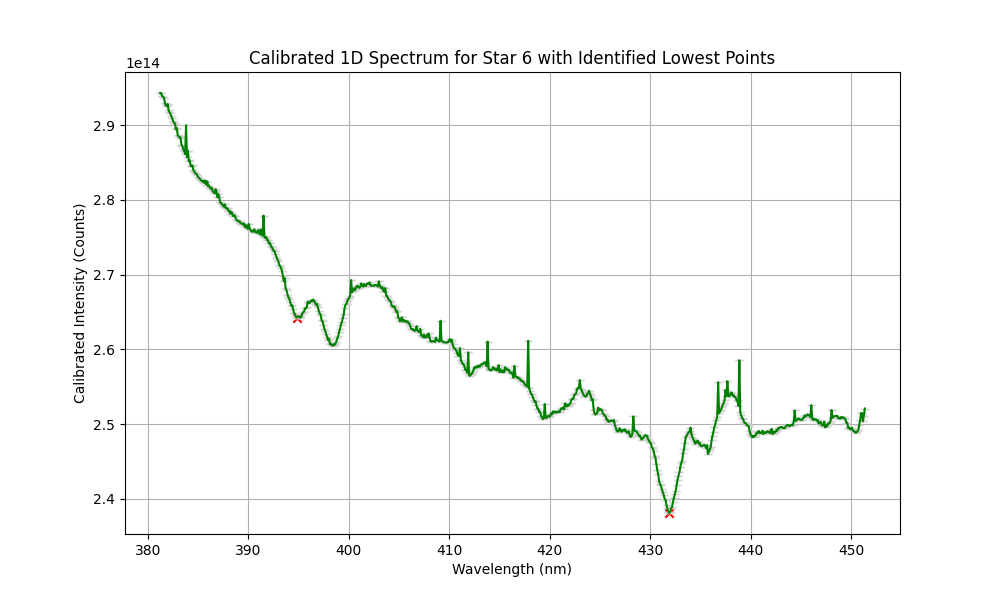 Calibrated 1D Spectrum for Star 6 with Identified Lowest Points
1e14
2.9
2.8
2.7
2.6
2.5
2.4
Calibrated Intensity (Counts)
380 390 400 410 420 430 440 450
Wavelength (nm)